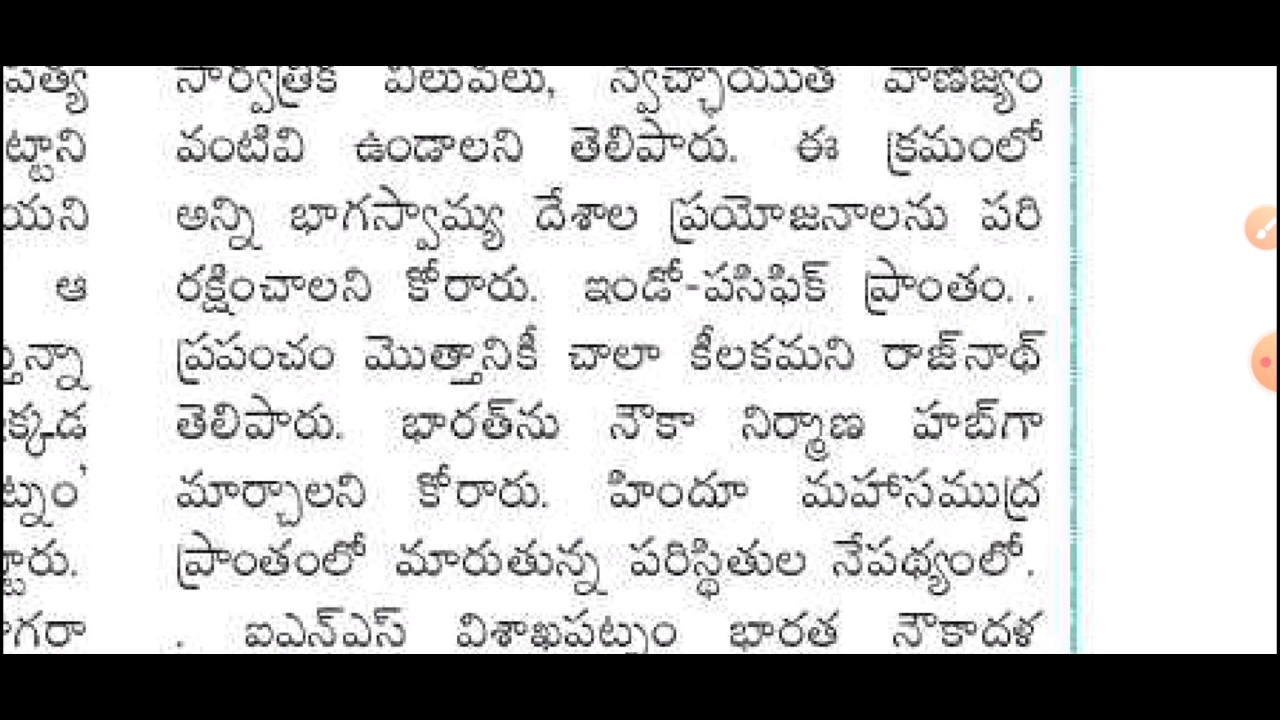 సార్వత్రిక విలువలు, స్వేచ్ఛాయుత వాణిజ్యం
వంటివి ఉండాలని తెలిపారు. ఈ క్రమంలో
అన్ని భాగస్వామ్య దేశాల ప్రయోజనాలను పరి
రక్షించాలని కోరారు. ఇండో-పసిఫిక్ ప్రాంతం..
ప్రపంచం మొత్తానికీ చాలా కీలకమని రాజ్‌నాథ్
తెలిపారు. భారత్‌ను నౌకా నిర్మాణ హబ్‌గా
మార్చాలని కోరారు. హిందూ మహాసముద్ర
ప్రాంతంలో మారుతున్న పరిస్థితుల నేపథ్యంలో.
. ఐఎన్ఎస్ విశాఖపట్నం భారత నౌకాదళ